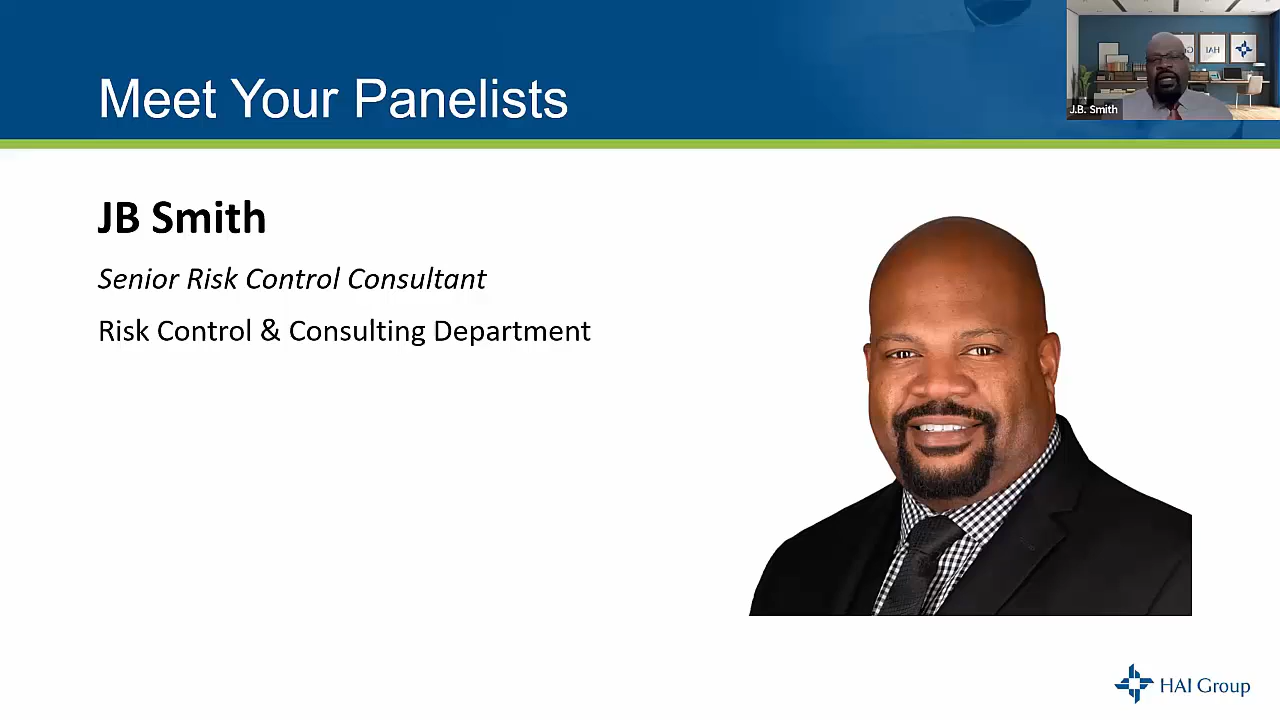 Meet Your Panelists
J.B. Smith
JB Smith
Senior Risk Control Consultant
Risk Control & Consulting Department
HAI Group